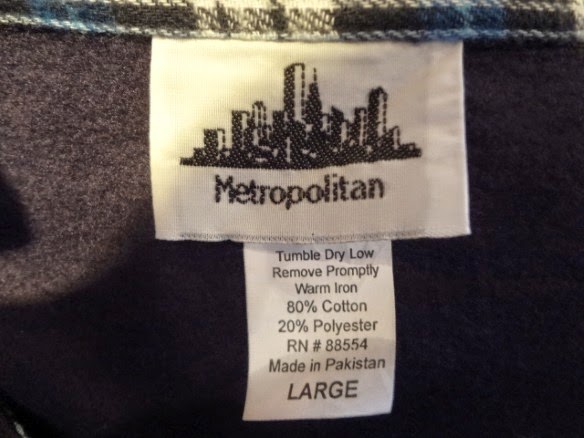 Metropolitan
Tumble Dry Low
Remove Promptly
Warm Iron
80% Cotton
20% Polyester
RN # 88554
Made in Pakistan
LARGE